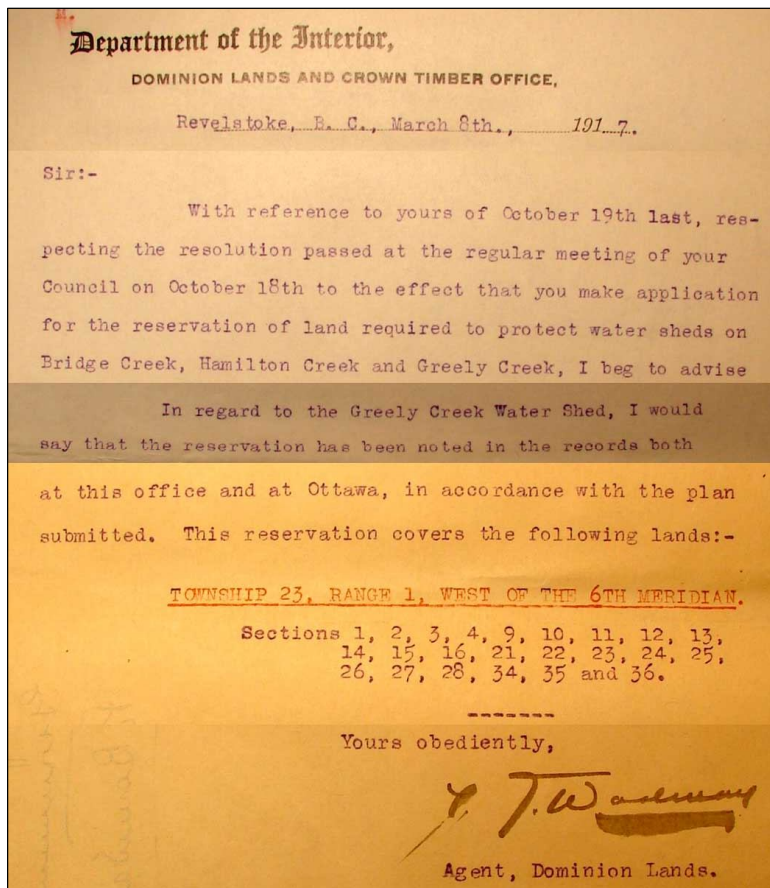 Department of the Interior,
DOMINION LANDS AND CROWN TIMBER OFFICE,
Revelstoke, B. C., March 8th., 191 7.
Sir:-
With reference to yours of October 19th last, res-
pecting the resolution passed at the regular meeting of your
Council on October 18th to the effect that you make application
for the reservation of land required to protect water sheds on
Bridge Creek, Hamilton Creek and Greely Creek, I beg to advise
In regard to the Greely Creek Water Shed, I would
say that the reservation has been noted in the records both
at this office and at Ottawa, in accordance with the plan
submitted. This reservation covers the following lands:-
TOWNSHIP 23, RANGE 1, WEST OF THE 6TH MERIDIAN.
Sections 1, 2, 3, 4, 9, 10, 11, 12, 13,
14, 15, 16, 21, 22, 23, 24, 25,
26, 27, 28, 34, 35 and 36.
-------
Yours obediently,
T. Woodman
Agent, Dominion Lands.